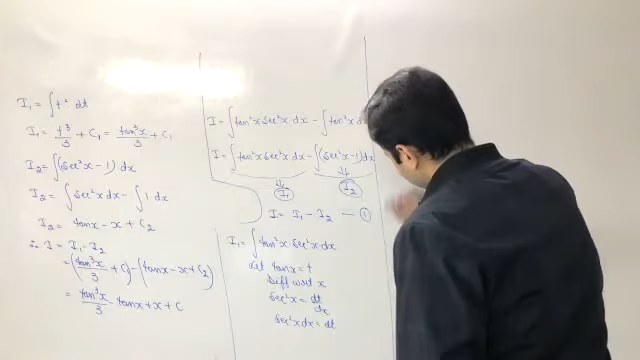 I = ∫tan²x sec²x dx − ∫tan²x d
I = ∫tan²x sec²x dx − ∫(sec²x−1)dx
I₁ I₂
I = I₁ − I₂ — ①
I₁ = ∫tan²x·sec²x·dx
Let tanx = t
Diff w.r.t x
sec²x = dt/dx
sec²x dx = dt
I₁ = ∫t² dt
I₁ = t³/3 + C₁ = tan³x/3 + C₁
I₂ = ∫(sec²x−1) dx
I₂ = ∫sec²x dx − ∫1 dx
I₂ = tanx − x + C₂
∴ I = I₁ − I₂
= (tan³x/3 + C₁) − (tanx − x + C₂)
= tan³x/3 − tanx + x + C